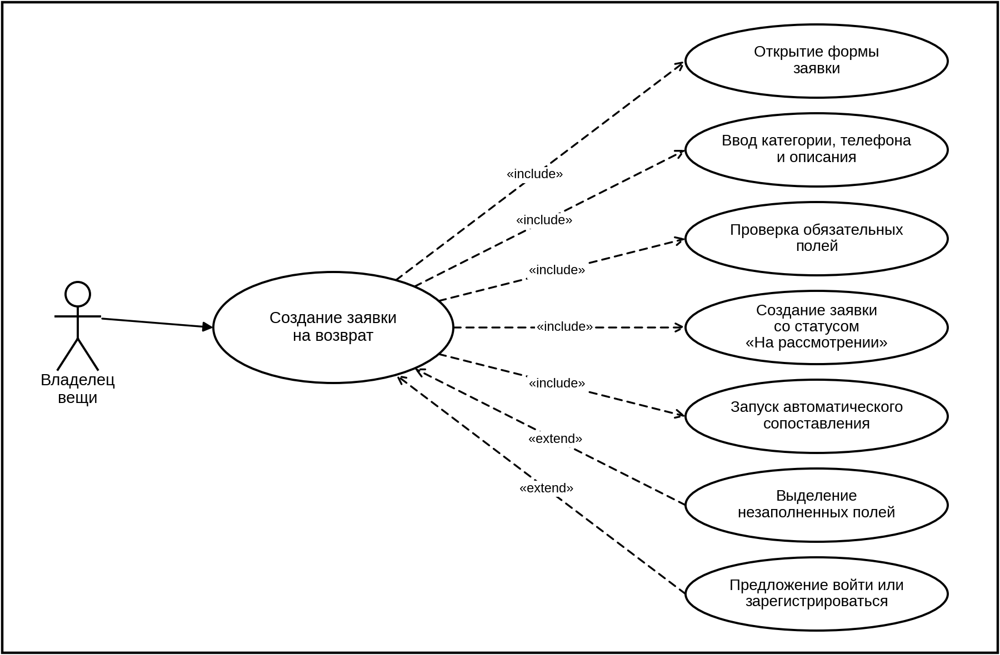 Открытие формы
заявки
Ввод категории, телефона
и описания
«include»
«include»
Проверка обязательных
полей
«include»
Создание заявки
со статусом
«На рассмотрении»
Создание заявки
на возврат
«include»
Владелец
вещи
«include»
Запуск автоматического
сопоставления
«extend»
«extend»
Выделение
незаполненных полей
Предложение войти или
зарегистрироваться